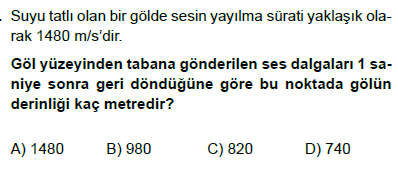 . Suyu tatlı olan bir gölde sesin yayılma sürati yaklaşık ola-
rak 1480 m/s'dir.
Göl yüzeyinden tabana gönderilen ses dalgaları 1 sa-
niye sonra geri döndüğüne göre bu noktada gölün
derinliği kaç metredir?
A) 1480 B) 980 C) 820 D) 740